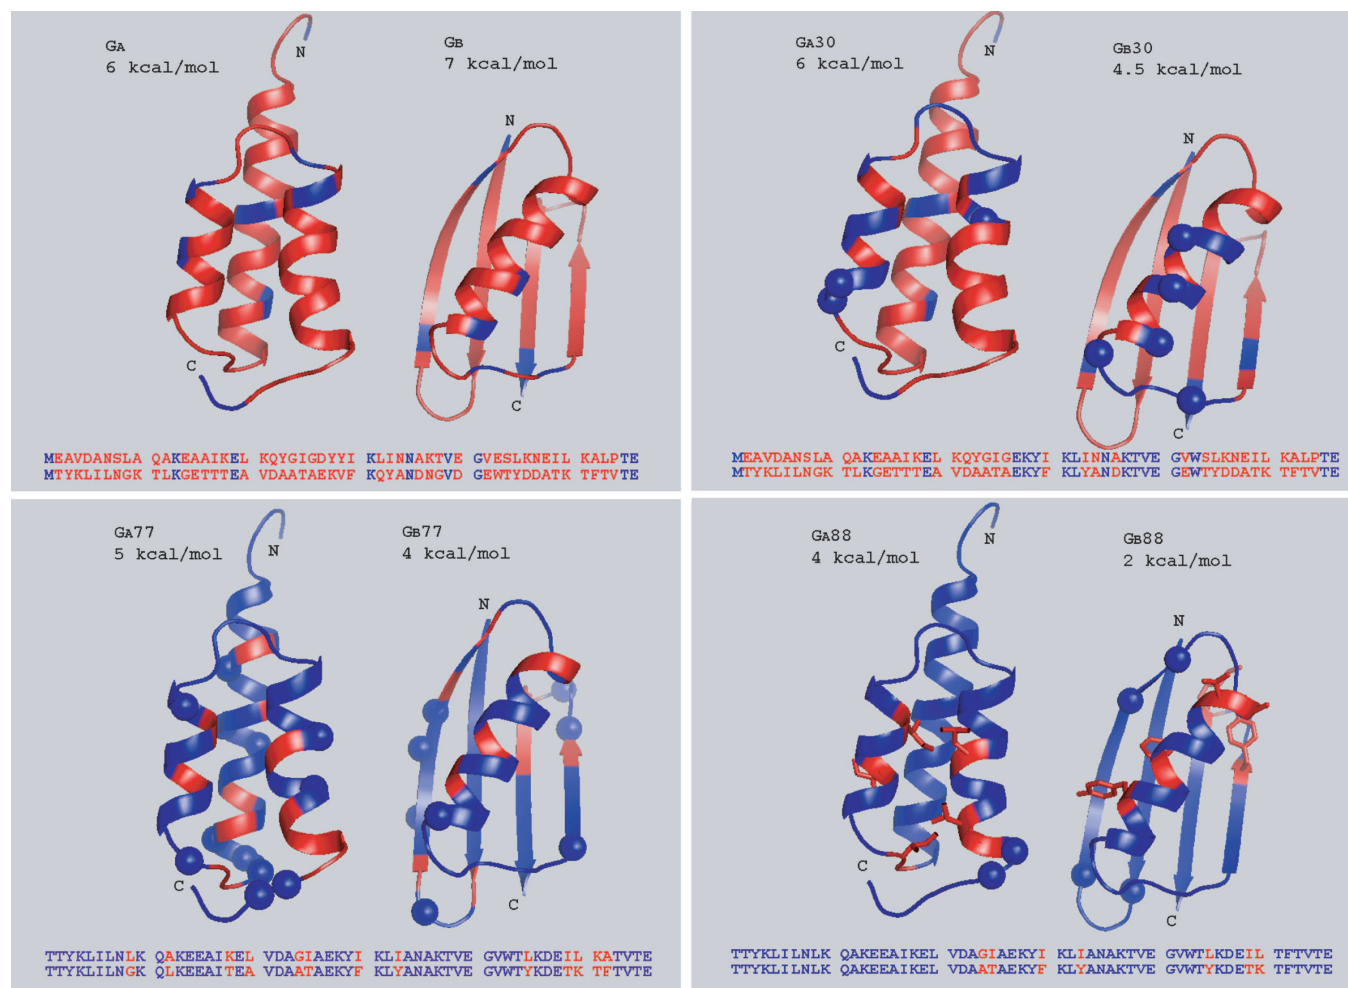 GA
6 kcal/mol
N
GB
7 kcal/mol
N
C
C
MEAVDANSLA QAKEAAIKEL KQYGIGDYYI KLINNAKTVE GVESLKNEIL KALPTE
MTYKLILNGK TLKGETTTEA VDAATAEKVF KQYANDNGVD GEWTYDDATK TFTVTE
GA30
6 kcal/mol
N
GB30
4.5 kcal/mol
N
C
C
MEAVDANSLA QAKEAAIKEL KQYGIGEKYI KLINNAKTVE GVWSLKNEIL KALPTE
MTYKLILNGK TLKGETTTEA VDAATAEKYF KLYANDKTVE GEWTYDDATK TFTVTE
GA77
5 kcal/mol
N
GB77
4 kcal/mol
N
C
C
TTYKLILNLK QAKEEAIKEL VDAGIAEKYI KLIANAKTVE GVWTLKDEIL KATVTE
TTYKLILNGK QLKEEAITEA VDAATAEKYF KLYANAKTVE GVWTYKDETK TFTVTE
GA88
4 kcal/mol
N
GB88
2 kcal/mol
N
C
C
TTYKLILNLK QAKEEAIKEL VDAGIAEKYI KLIANAKTVE GVWTLKDEIL TFTVTE
TTYKLILNLK QAKEEAIKEL VDAATAEKYF KLYANAKTVE GVWTYKDETK TFTVTE